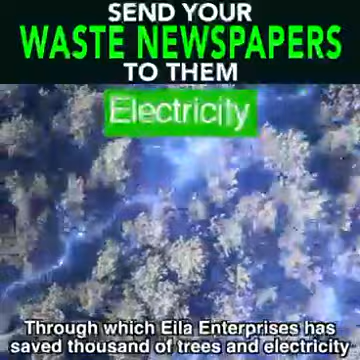 SEND YOUR
WASTE NEWSPAPERS
TO THEM
Electricity
Through which Eila Enterprises has
saved thousand of trees and electricity